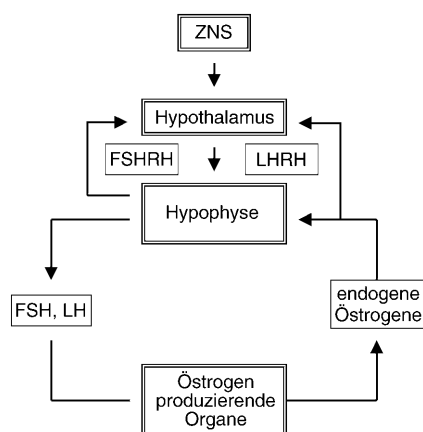 ZNS
Hypothalamus
FSHRH
LHRH
Hypophyse
FSH, LH
endogene
Östrogene
Östrogen
produzierende
Organe